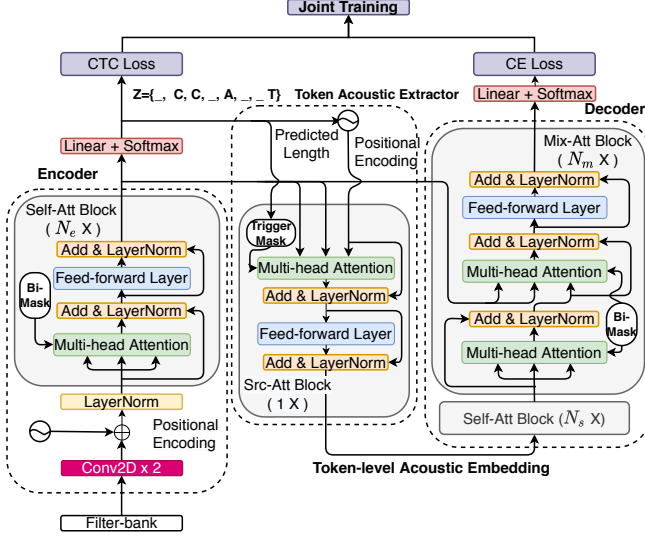 Joint Training
CTC Loss
CE Loss
Z={_, C, C, _, A, _, _ T}
Token Acoustic Extractor
Linear + Softmax
Decoder
Linear + Softmax
Predicted
Length
Positional
Encoding
Mix-Att Block
( Nm X )
Encoder
Self-Att Block
( Ne X )
Add & LayerNorm
Feed-forward Layer
Add & LayerNorm
Bi-
Mask
Multi-head Attention
LayerNorm
Positional
Encoding
Conv2D x 2
Filter-bank
Trigger
Mask
Multi-head Attention
Add & LayerNorm
Feed-forward Layer
Add & LayerNorm
Src-Att Block
( 1 X )
Token-level Acoustic Embedding
Add & LayerNorm
Feed-forward Layer
Add & LayerNorm
Multi-head Attention
Add & LayerNorm
Bi-
Mask
Multi-head Attention
Self-Att Block (Ns X)